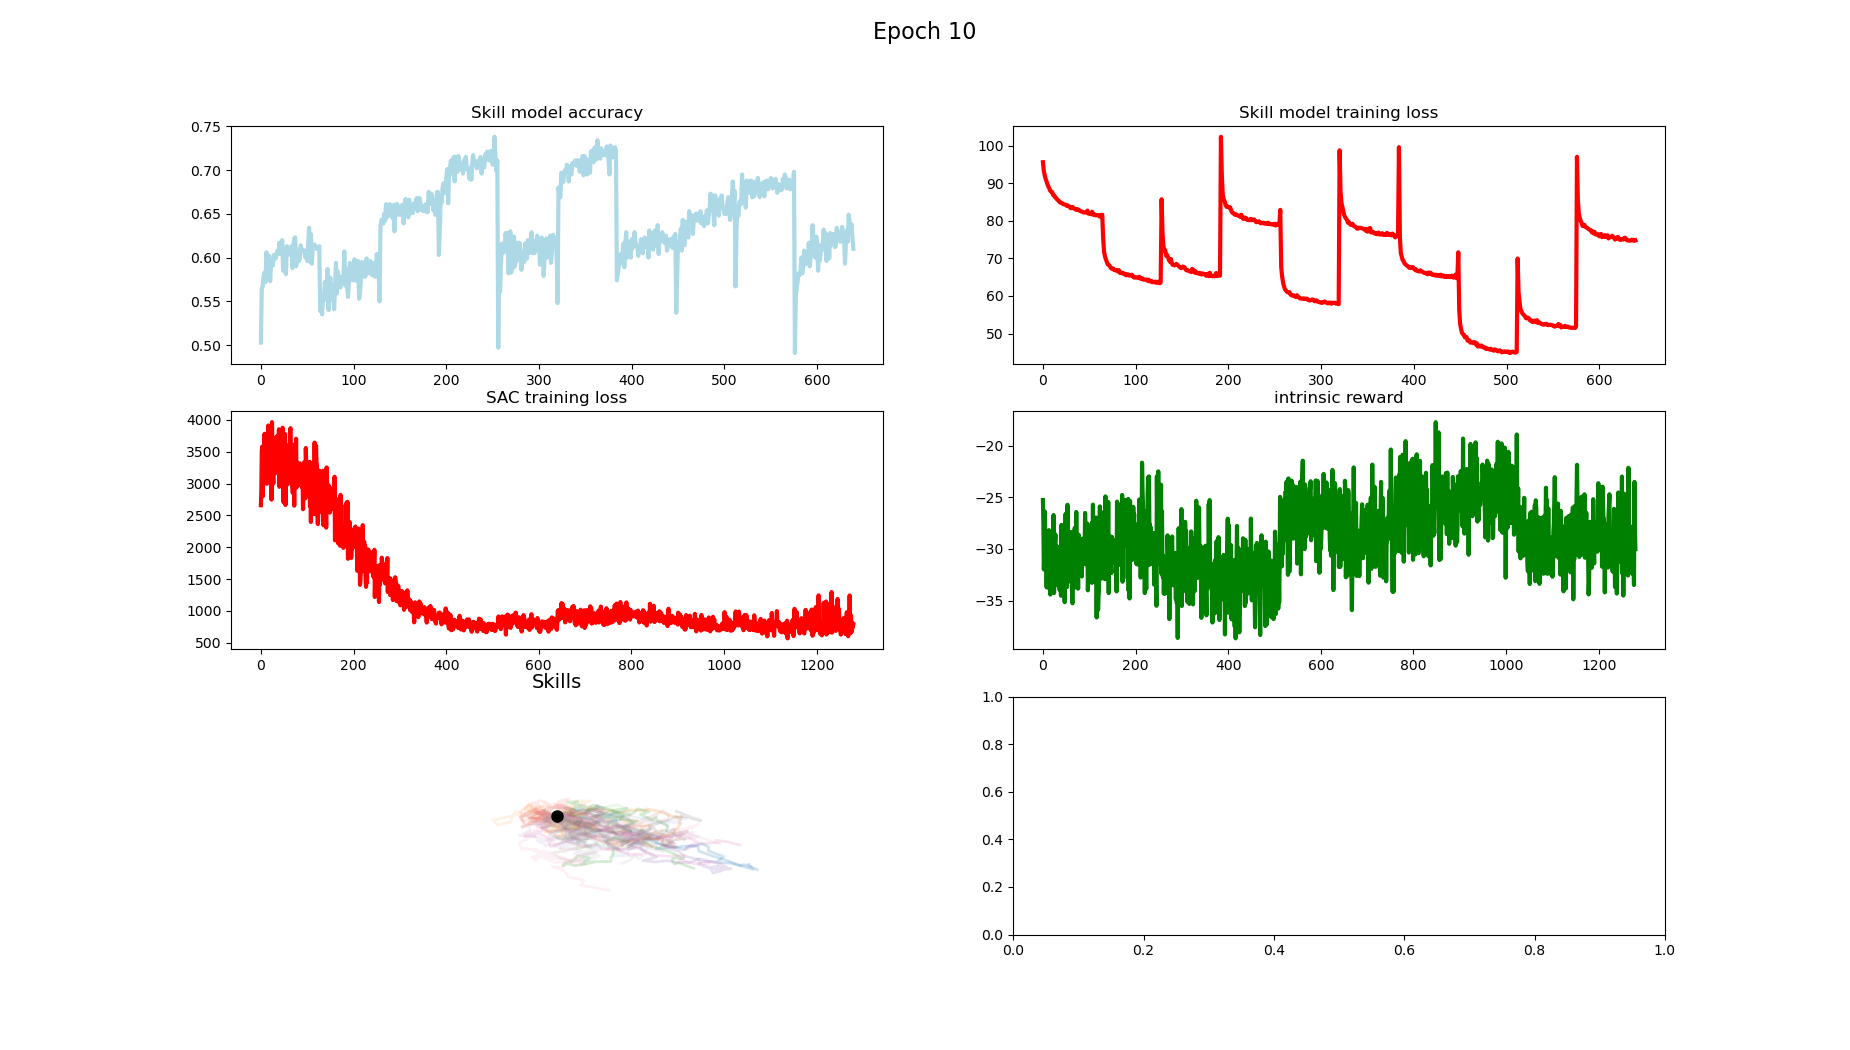 Epoch 10
Skill model accuracy
0.75
0.70
0.65
0.60
0.55
0.50
0 100 200 300 400 500 600
Skill model training loss
100
90
80
70
60
50
0 100 200 300 400 500 600
SAC training loss
4000
3500
3000
2500
2000
1500
1000
500
0 200 400 600 800 1000 1200
intrinsic reward
−20
−25
−30
−35
0 200 400 600 800 1000 1200
Skills
1.0
0.8
0.6
0.4
0.2
0.0
0.0 0.2 0.4 0.6 0.8 1.0